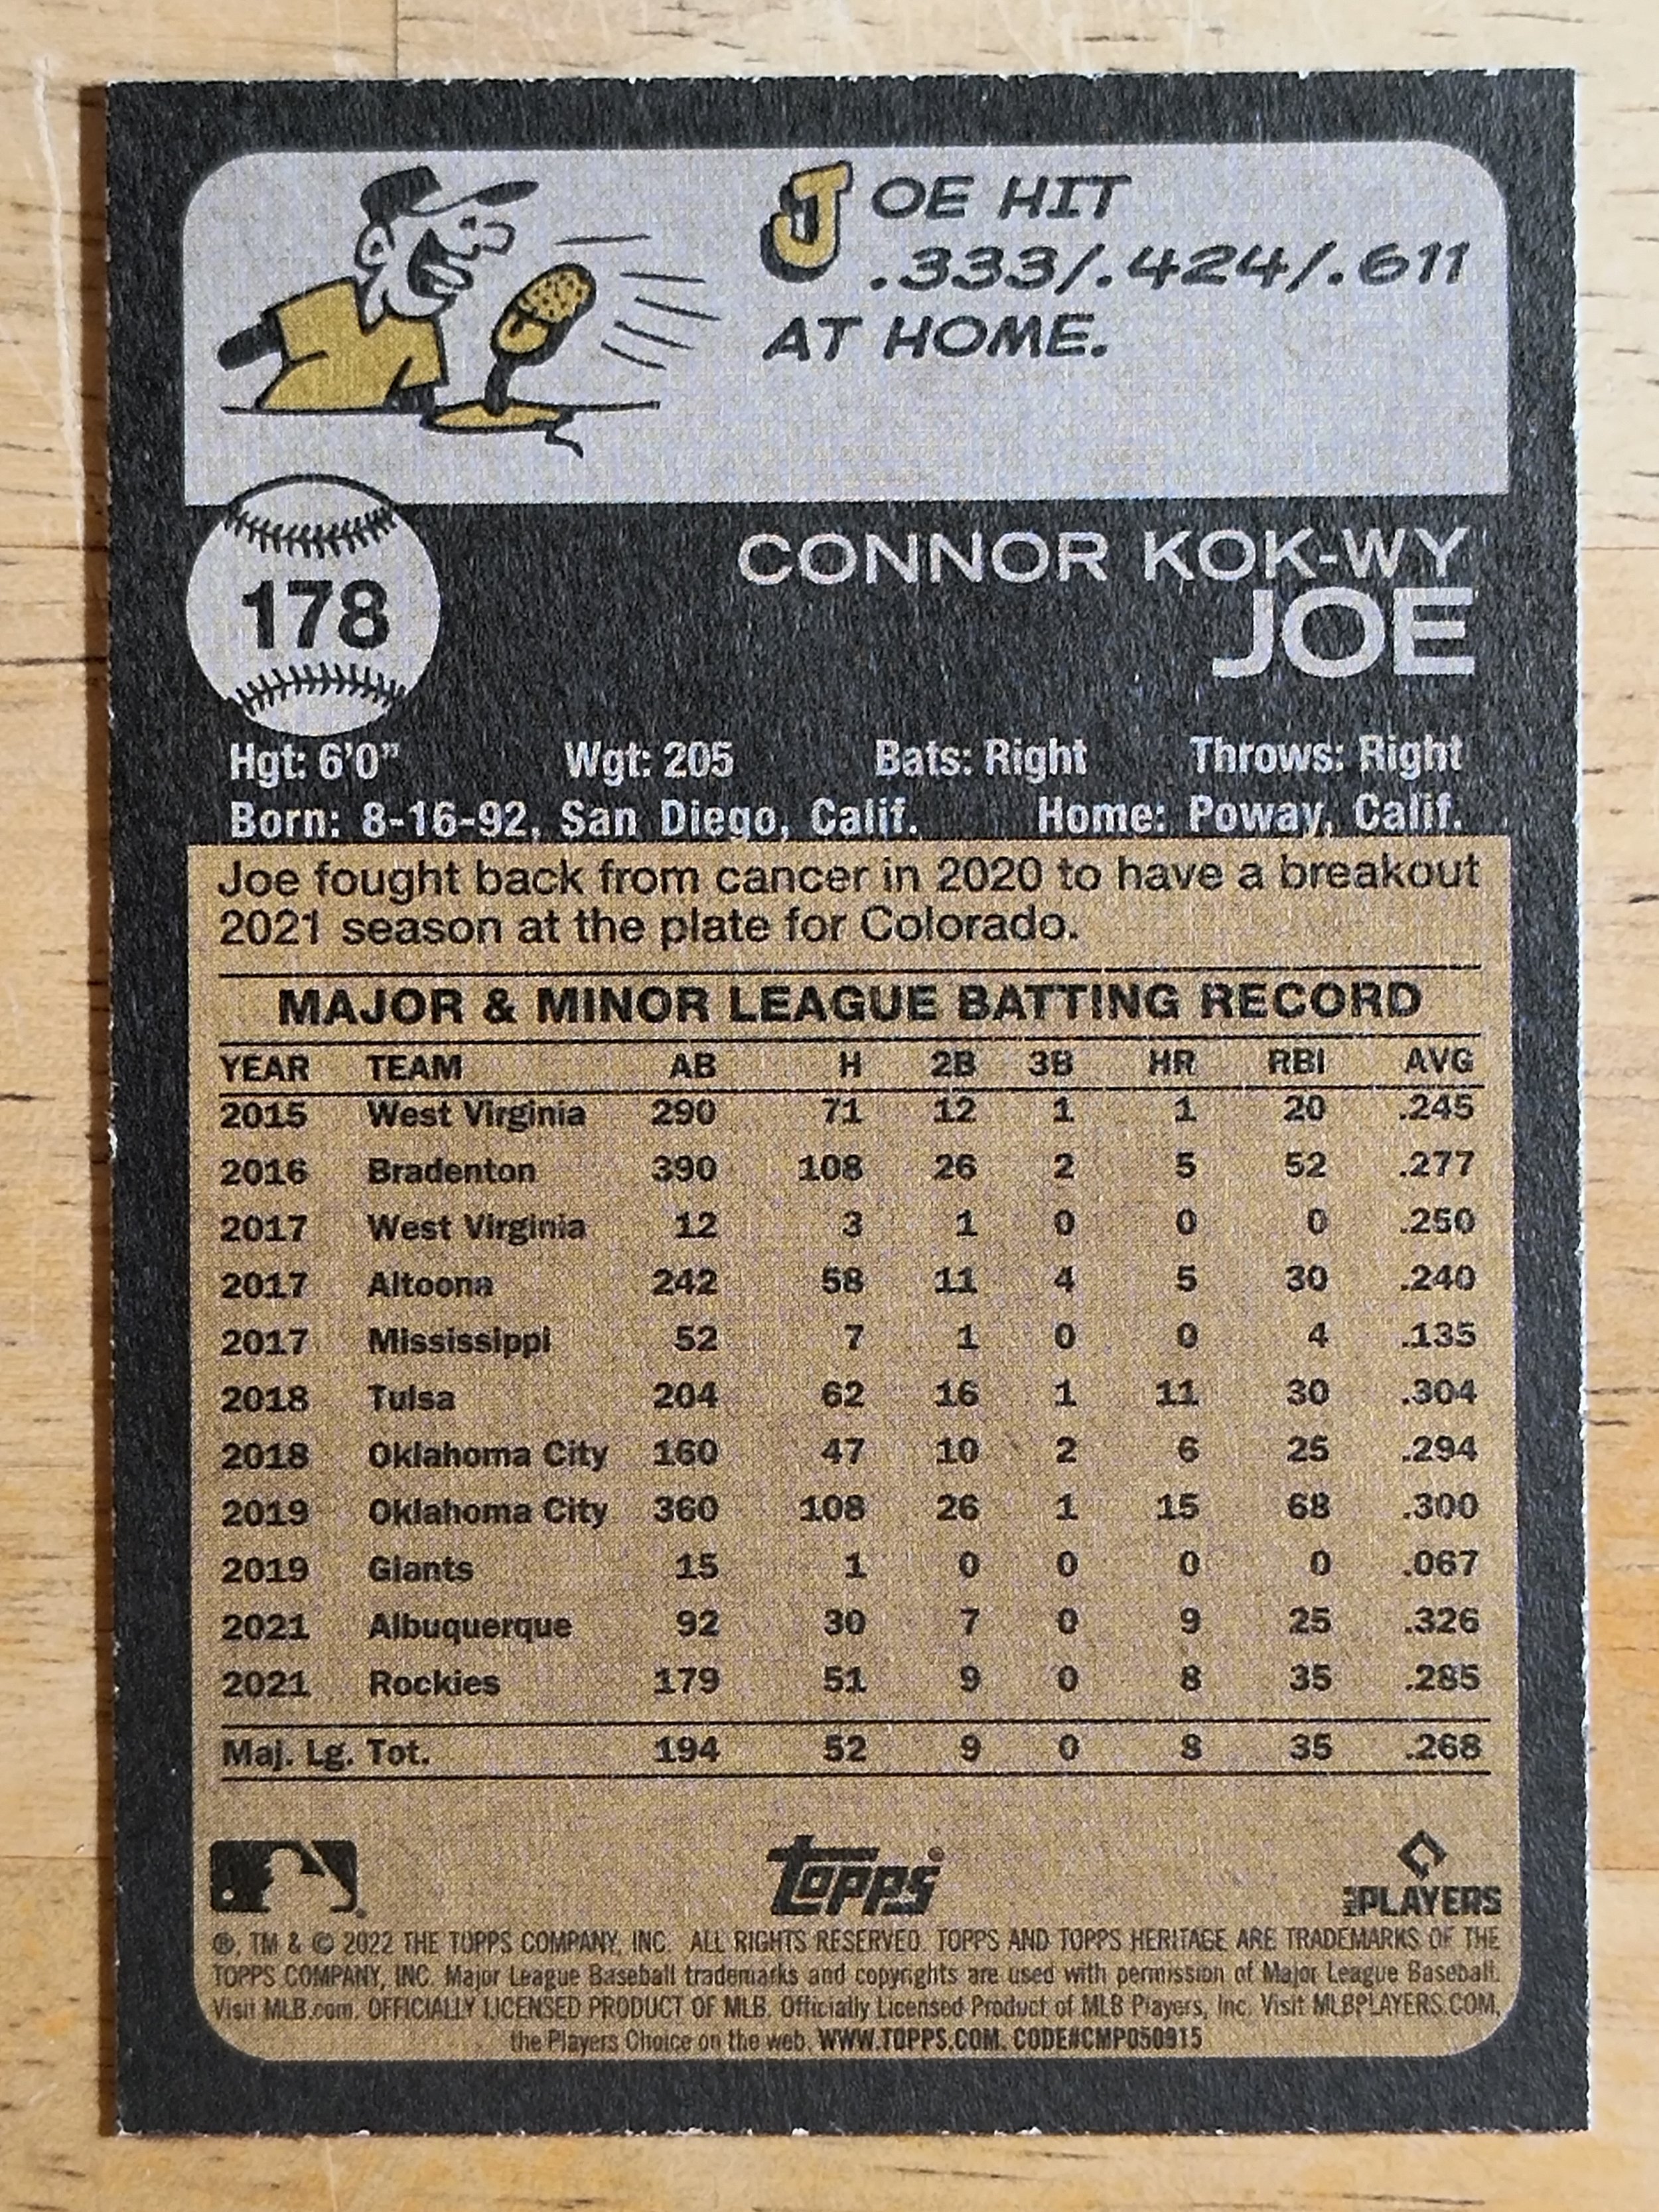 JOE HIT
.333/.424/.611
AT HOME.
178
CONNOR KOK-WY
JOE
Hgt: 6'0" Wgt: 205 Bats: Right Throws: Right
Born: 8-16-92, San Diego, Calif. Home: Poway, Calif.
Joe fought back from cancer in 2020 to have a breakout
2021 season at the plate for Colorado.
MAJOR & MINOR LEAGUE BATTING RECORD
YEAR TEAM AB H 2B 3B HR RBI AVG
2015 West Virginia 290 71 12 1 1 20 .245
2016 Bradenton 390 108 26 2 5 52 .277
2017 West Virginia 12 3 1 0 0 0 .250
2017 Altoona 242 58 11 4 5 30 .240
2017 Mississippi 52 7 1 0 0 4 .135
2018 Tulsa 204 62 16 1 11 30 .304
2018 Oklahoma City 160 47 10 2 6 25 .294
2019 Oklahoma City 360 108 26 1 15 68 .300
2019 Giants 15 1 0 0 0 0 .067
2021 Albuquerque 92 30 7 0 9 25 .326
2021 Rockies 179 51 9 0 8 35 .285
Maj. Lg. Tot. 194 52 9 0 8 35 .268
topps
MLB PLAYERS
®, TM & © 2022 THE TOPPS COMPANY, INC. ALL RIGHTS RESERVED. TOPPS AND TOPPS HERITAGE ARE TRADEMARKS OF THE
TOPPS COMPANY, INC. Major League Baseball trademarks and copyrights are used with permission of Major League Baseball.
Visit MLB.com. OFFICIALLY LICENSED PRODUCT OF MLB. Officially Licensed Product of MLB Players, Inc. Visit MLBPLAYERS.COM,
the Players Choice on the web. WWW.TOPPS.COM. CODE#CMP050915